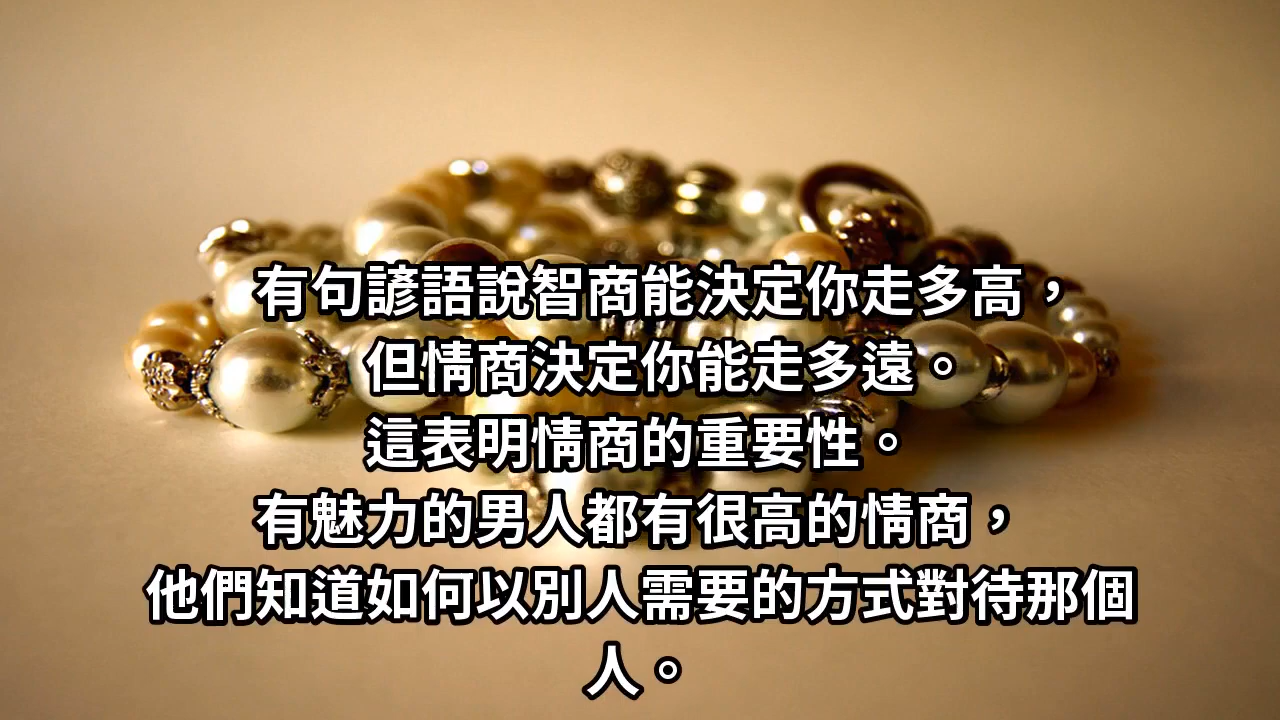 有句諺語說智商能決定你走多高，
但情商決定你能走多遠。
這表明情商的重要性。
有魅力的男人都有很高的情商，
他們知道如何以別人需要的方式對待那個
人。